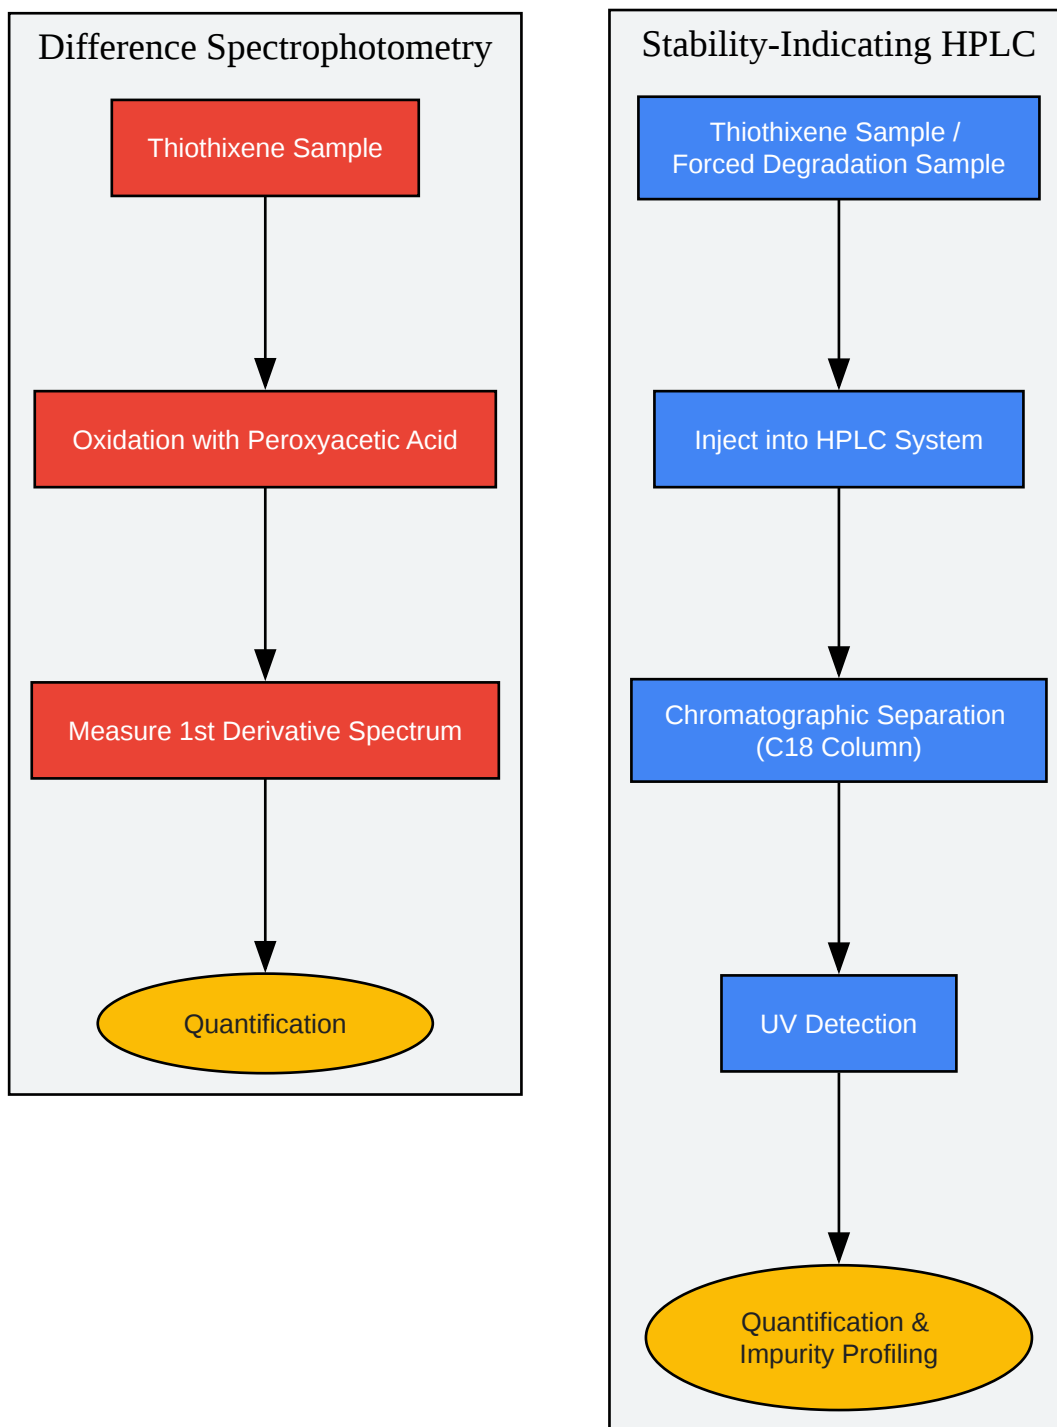 Difference Spectrophotometry
Thiothixene Sample
Oxidation with Peroxyacetic Acid
Measure 1st Derivative Spectrum
Quantification
Stability-Indicating HPLC
Thiothixene Sample /
Forced Degradation Sample
Inject into HPLC System
Chromatographic Separation
(C18 Column)
UV Detection
Quantification &
Impurity Profiling